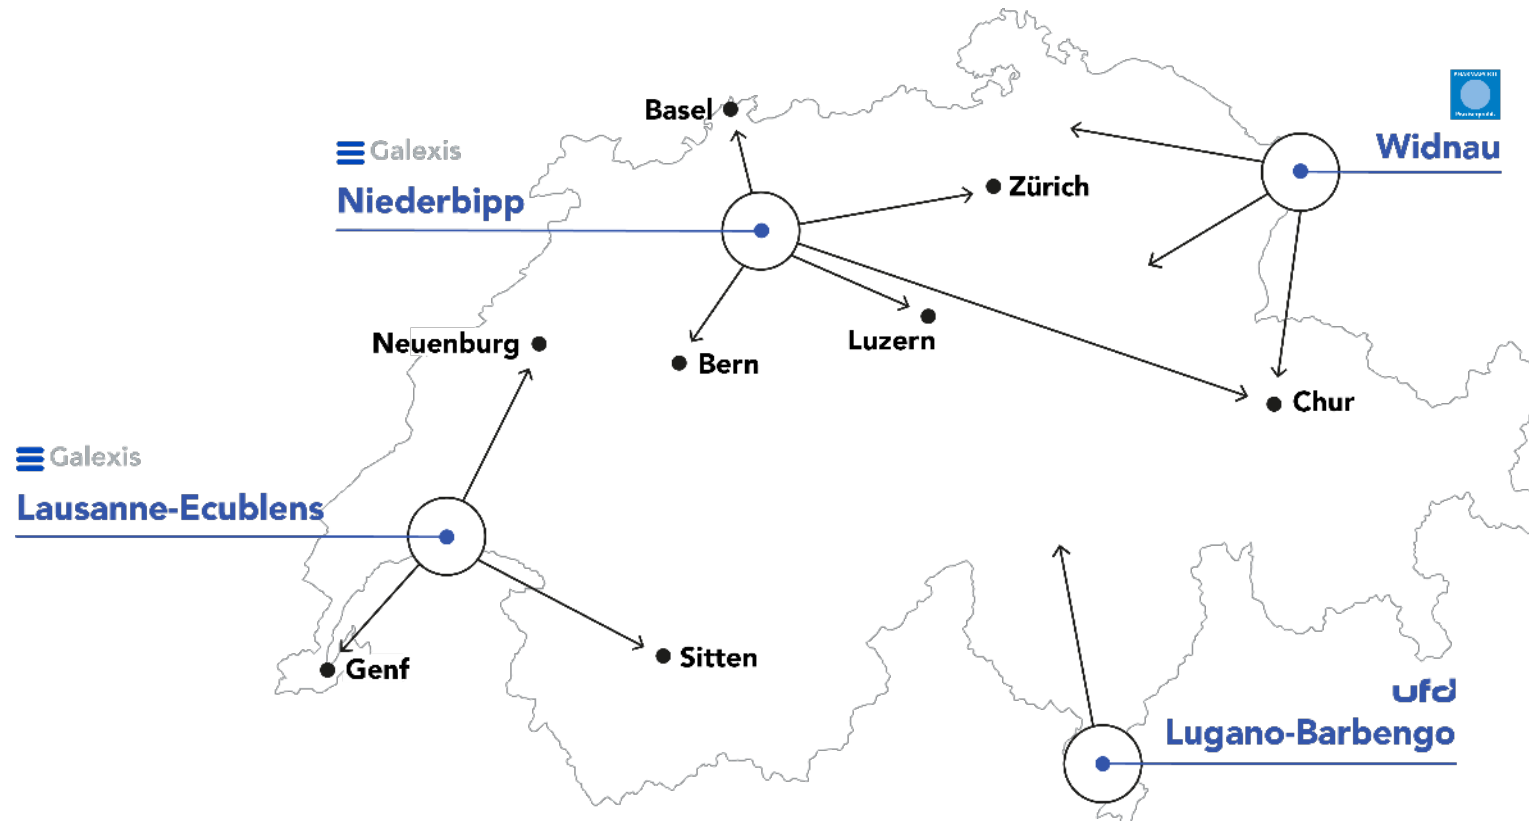 Basel
Galexis
Niederbipp
Zürich
Widnau
Neuenburg
Bern
Luzern
Chur
Galexis
Lausanne-Ecublens
Genf
Sitten
ufd
Lugano-Barbengo